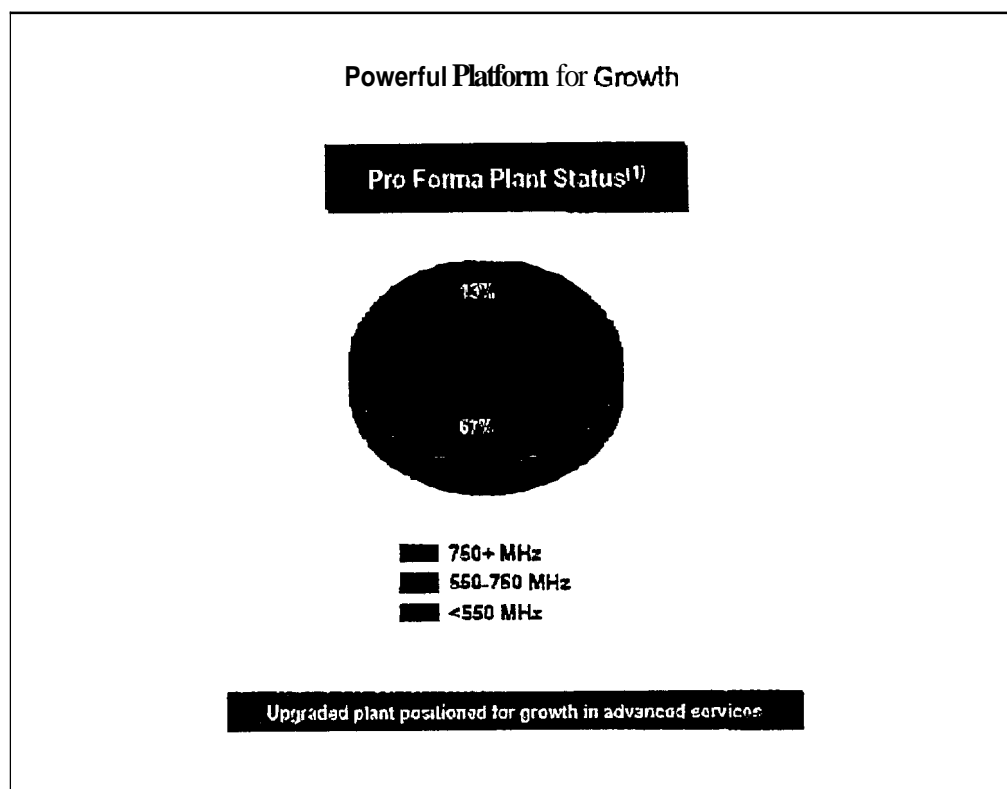 Powerful Platform for Growth
Pro Forma Plant Status(1)
13%
67%
750+ MHz
550-750 MHz
<550 MHz
Upgraded plant positioned for growth in advanced services